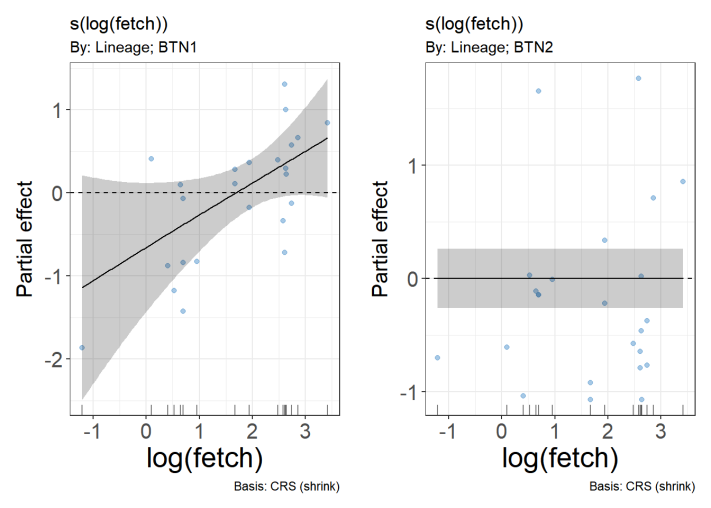 s(log(fetch))
By: Lineage; BTN1
Partial effect
1
0
-1
-2
-1 0 1 2 3
log(fetch)
Basis: CRS (shrink)
s(log(fetch))
By: Lineage; BTN2
Partial effect
1
0
-1
-1 0 1 2 3
log(fetch)
Basis: CRS (shrink)